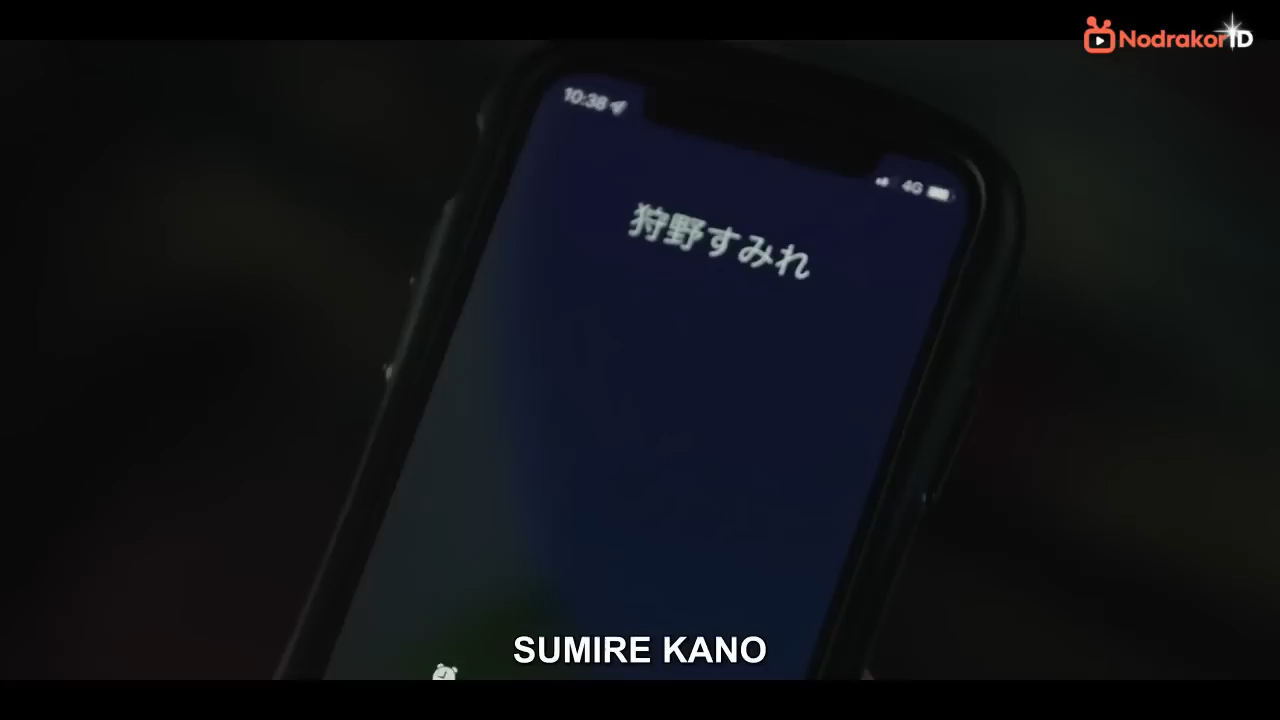 NodrakorID
10:38
4G
狩野すみれ
SUMIRE KANO